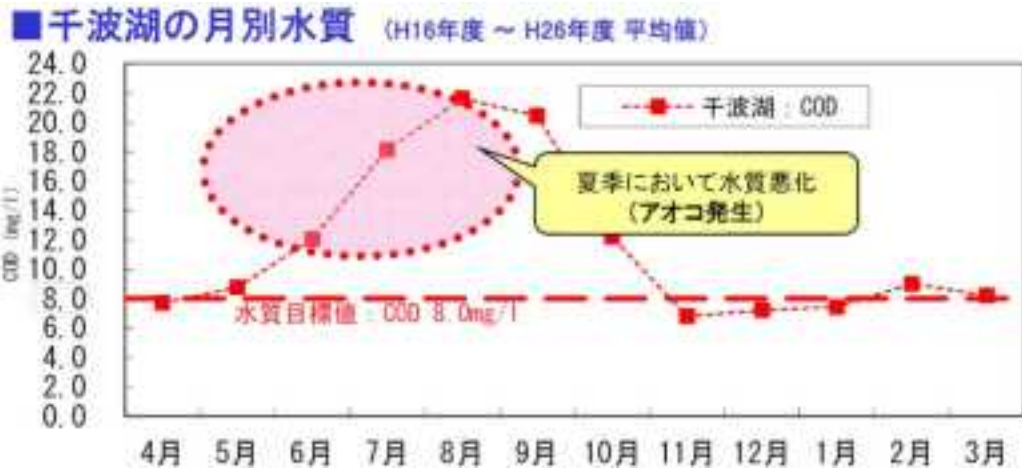 ■千波湖の月別水質 （H16年度 ～ H26年度 平均値）
24.0
22.0
20.0
18.0
16.0
14.0
12.0
10.0
8.0
6.0
4.0
2.0
0.0
COD (mg/l)
千波湖：COD
夏季において水質悪化
（アオコ発生）
水質目標値：COD 8.0mg/l
4月 5月 6月 7月 8月 9月 10月 11月 12月 1月 2月 3月